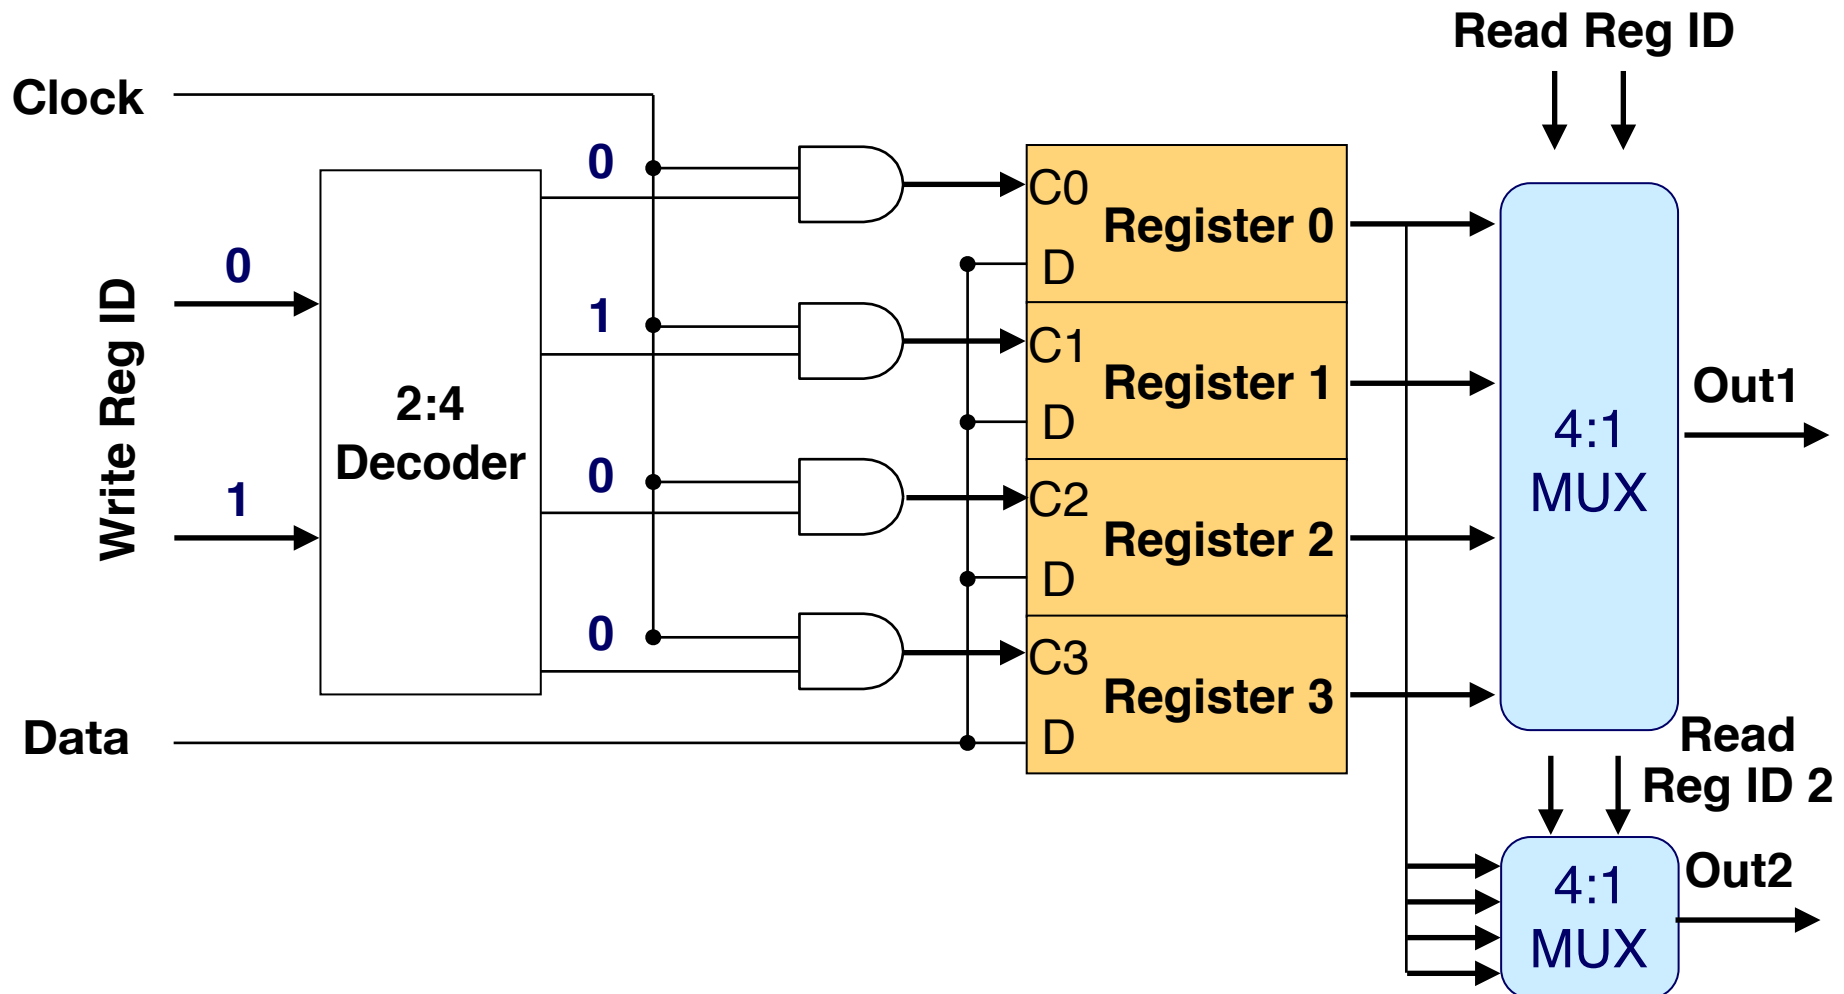 Read Reg ID
Clock
0
C0
Register 0
D
0
Write Reg ID
1
C1
Register 1
D
Out1
2:4
Decoder
4:1
MUX
1
0
C2
Register 2
D
0
C3
Register 3
D
Data
Read
Reg ID 2
4:1
MUX
Out2